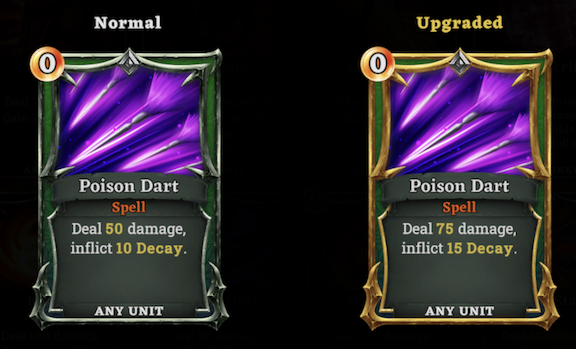 Normal
Upgraded
0
0
Poison Dart
Spell
Deal 50 damage,
inflict 10 Decay.
ANY UNIT
Poison Dart
Spell
Deal 75 damage,
inflict 15 Decay.
ANY UNIT